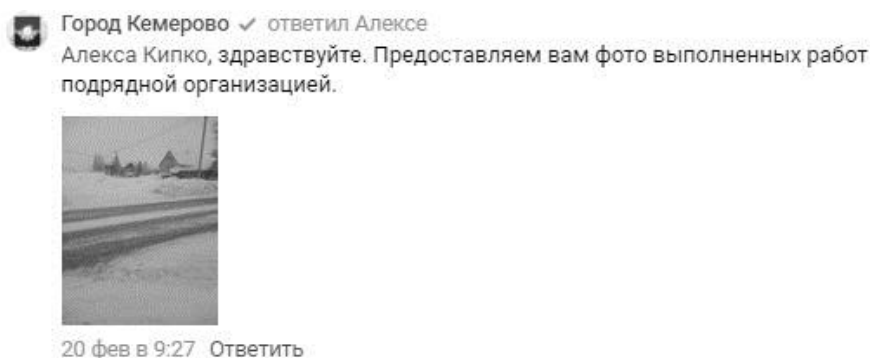 Город Кемерово ✓ ответил Алексе
Алекса Кипко, здравствуйте. Предоставляем вам фото выполненных работ
подрядной организацией.
20 фев в 9:27 Ответить